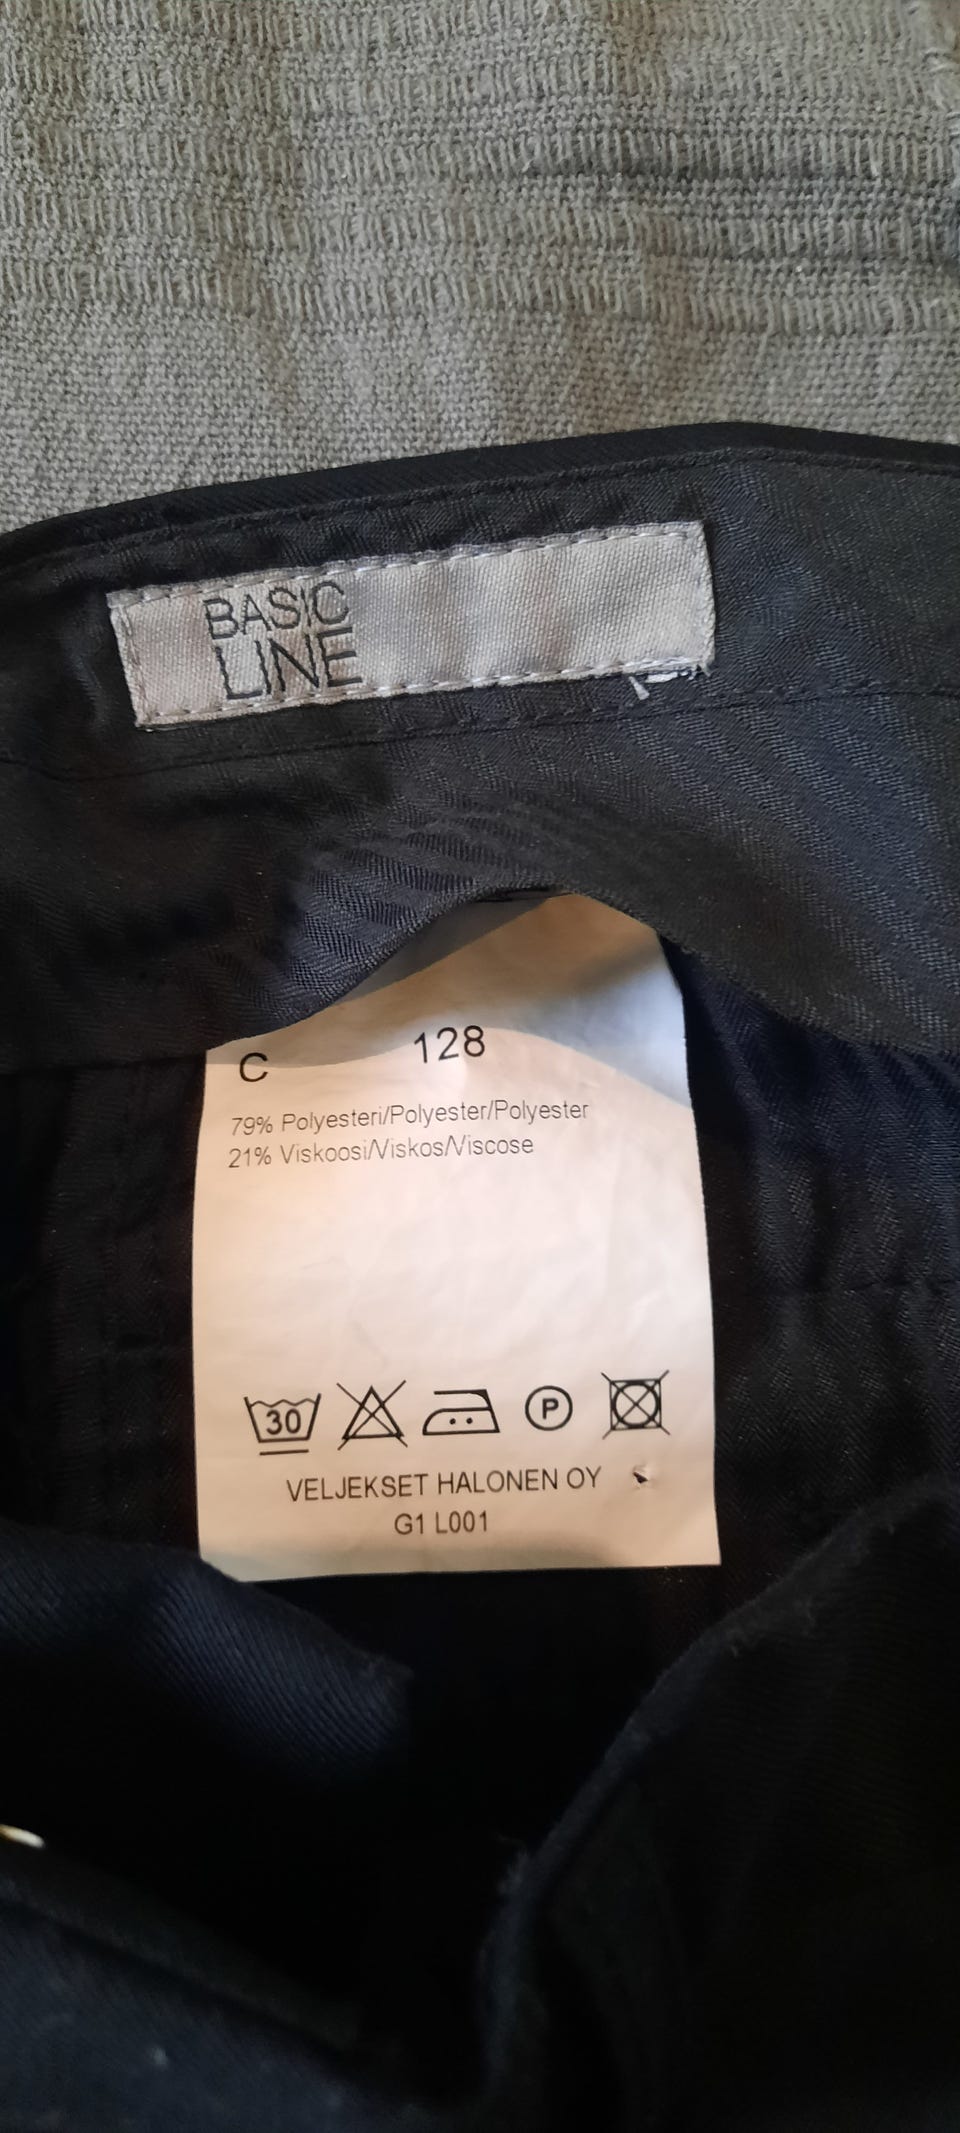 BASIC
LINE
C 128
79% Polyesteri/Polyester/Polyester
21% Viskoosi/Viskos/Viscose
30 P
VELJEKSET HALONEN OY
G1 L001